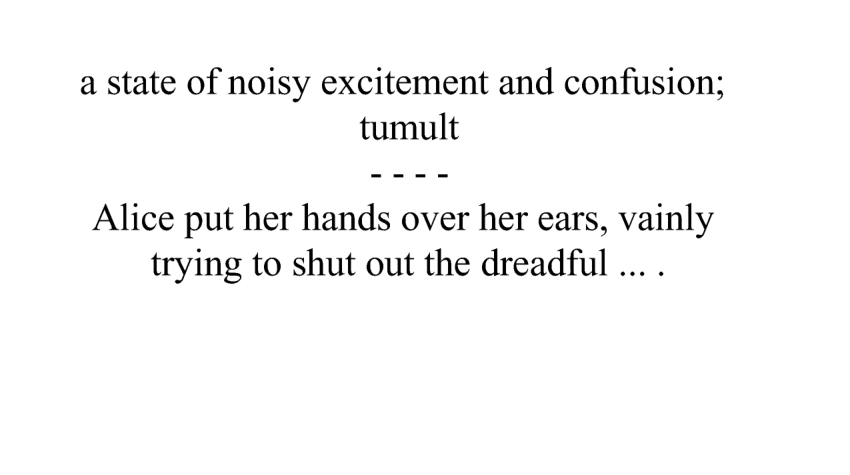 a state of noisy excitement and confusion;
tumult
- - - -
Alice put her hands over her ears, vainly
trying to shut out the dreadful ... .